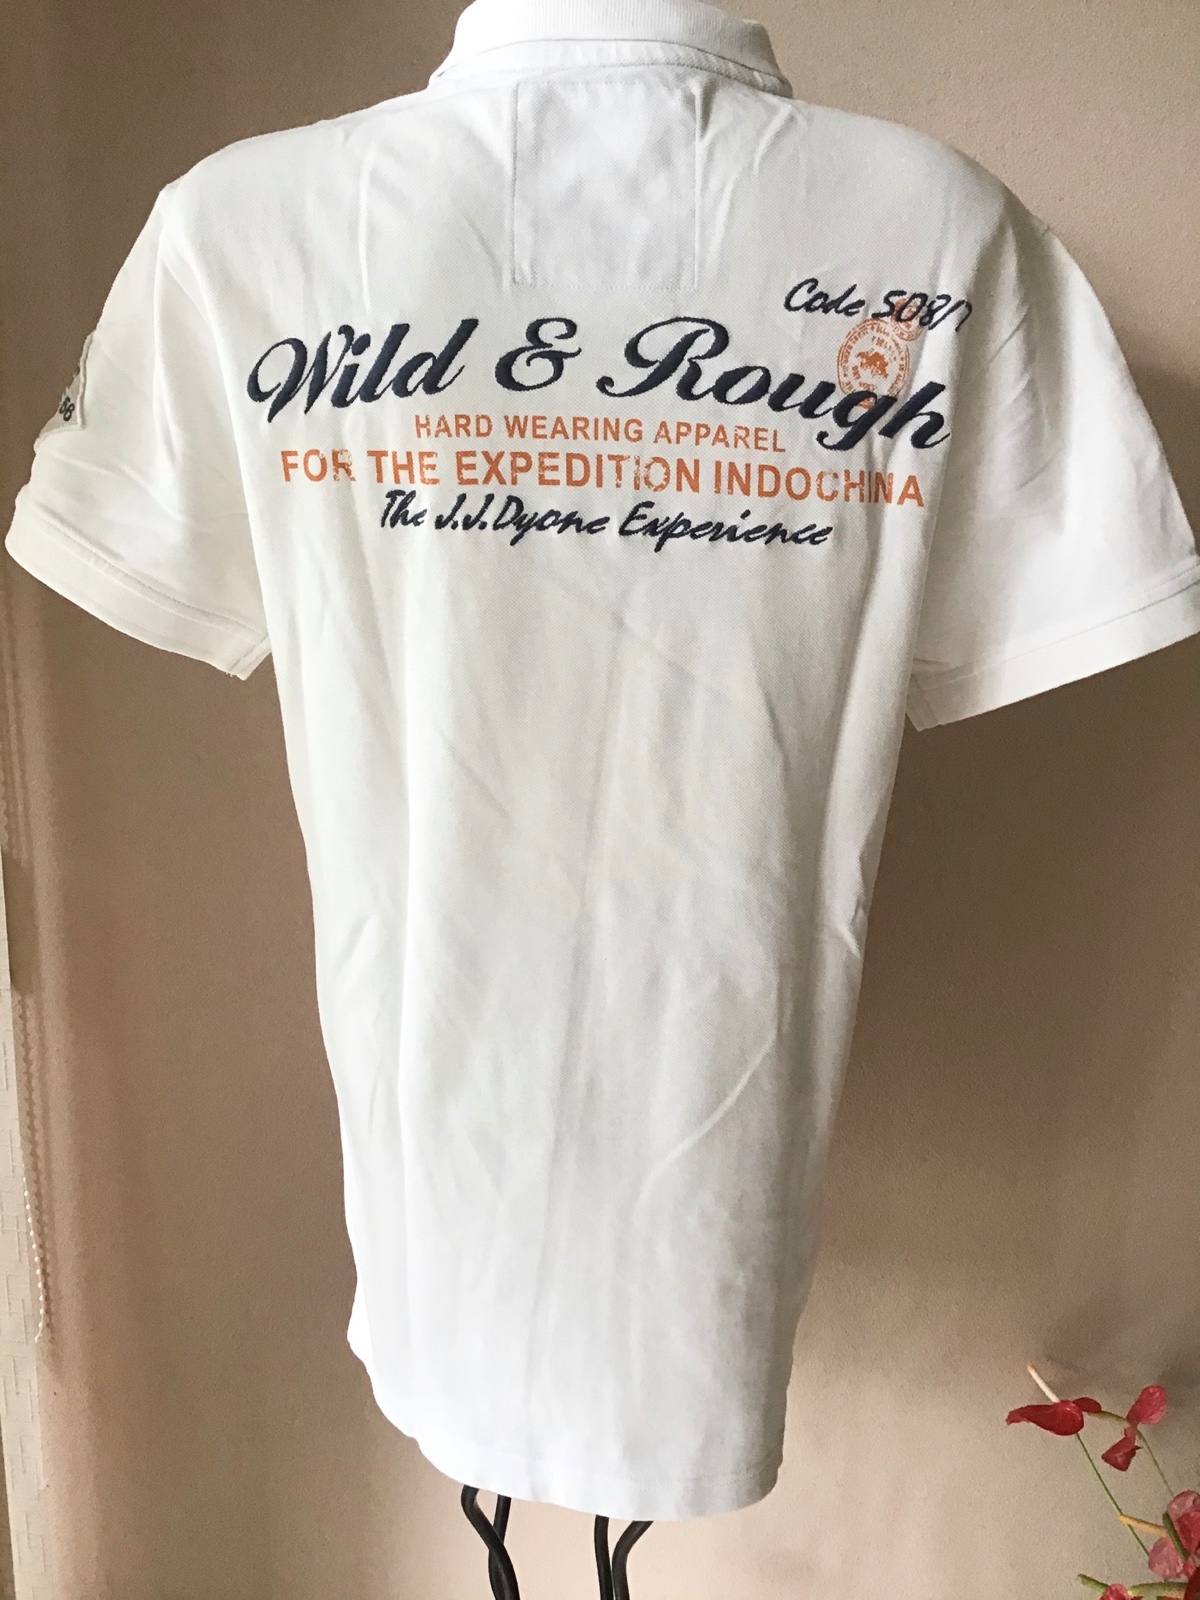 Code 508/7
Wild & Rough
HARD WEARING APPAREL
FOR THE EXPEDITION INDOCHINA
The J.J.Dyone Experience